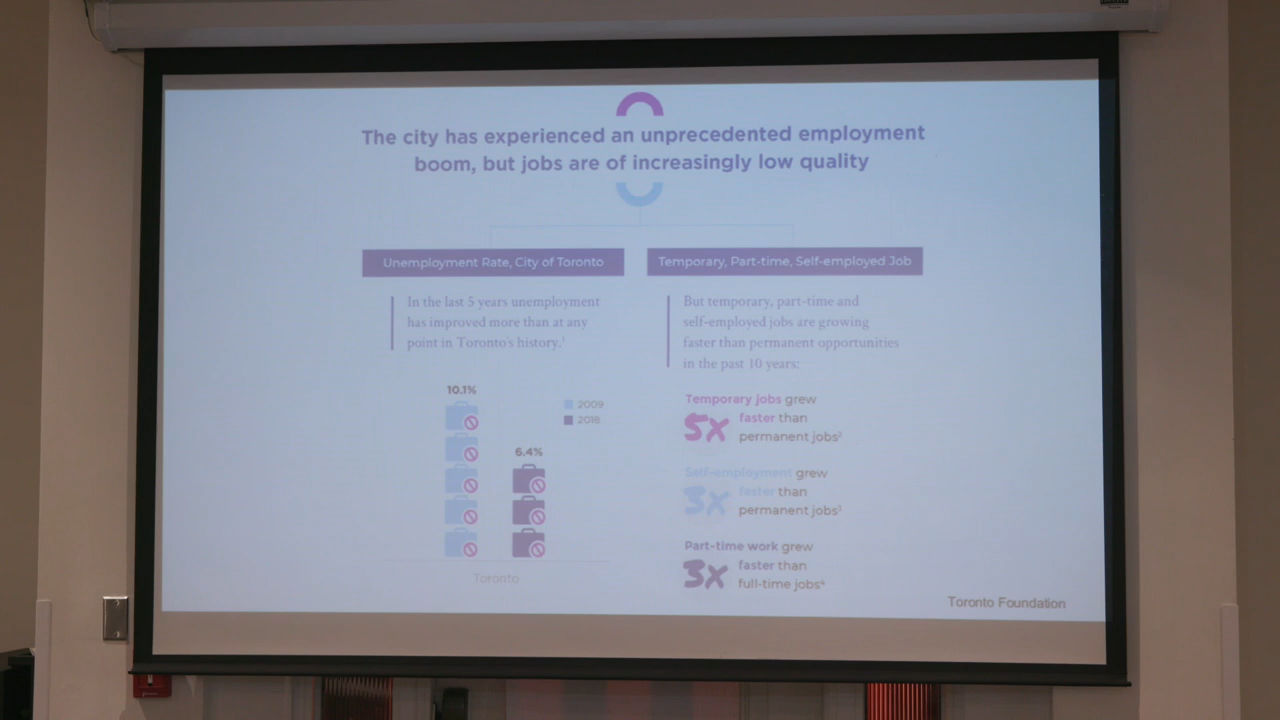 The city has experienced an unprecedented employment
boom, but jobs are of increasingly low quality
Unemployment Rate, City of Toronto
In the last 5 years unemployment
has improved more than at any
point in Toronto's history.¹
10.1%
2009
2018
6.4%
Toronto
Temporary, Part-time, Self-employed Job
But temporary, part-time and
self-employed jobs are growing
faster than permanent opportunities
in the past 10 years:
Temporary jobs grew
5x faster than
permanent jobs²
Self-employment grew
3x faster than
permanent jobs³
Part-time work grew
3x faster than
full-time jobs⁴
Toronto Foundation